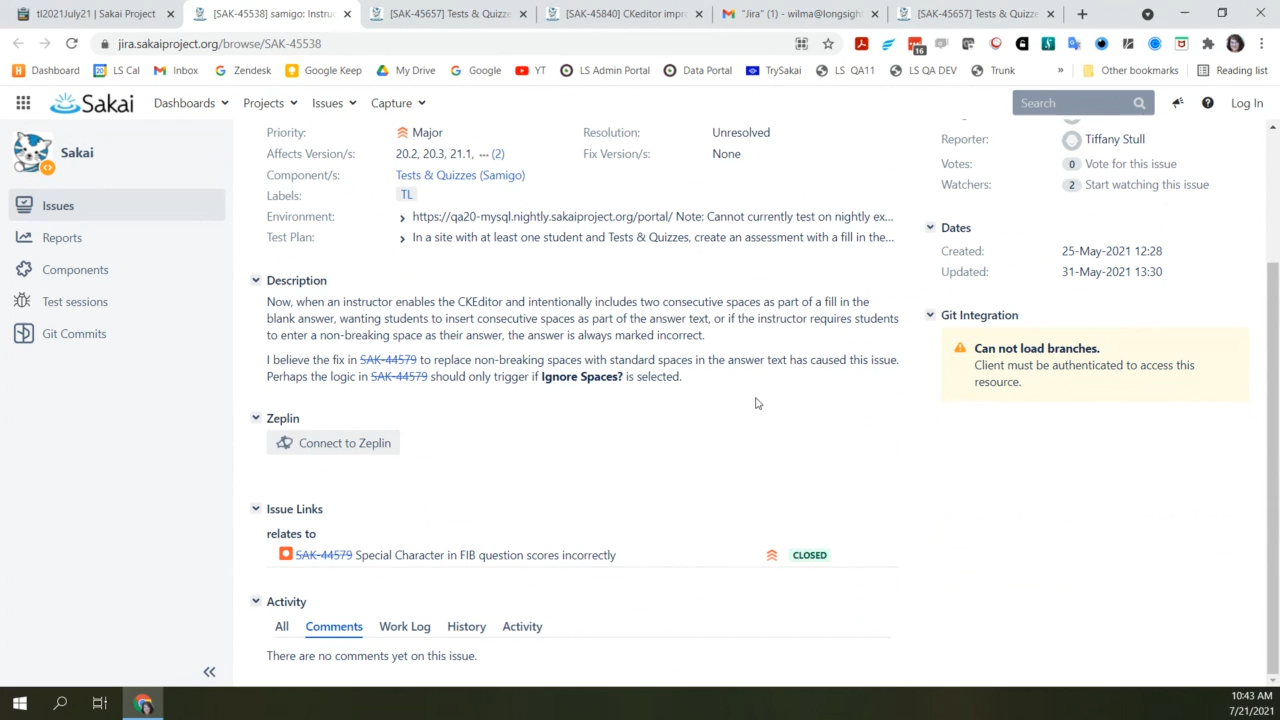 tl2021July21 | Sakai Project
[SAK-45538] samigo: Instruc
[SAK-45657] Tests & Quizze
[SAK-45840] CKeditor impro
"Jira" (1) - wilma@longsight
[SAK-45657] Tests & Quizze
jira.sakaiproject.org/browse/SAK-45538
16
Dashboard
LS Cal
Inbox
Zendesk
Google Keep
My Drive
Google
YT
LS Admin Portal
Data Portal
TrySakai
LS QA11
LS QA DEV
Trunk
»
Other bookmarks
Reading list
Sakai
Dashboards
Projects
Issues
Capture
Search
Log In
Sakai
Issues
Reports
Components
Test sessions
Git Commits
Priority: Major
Resolution: Unresolved
Affects Version/s: 20.2, 20.3, 21.1, ... (2)
Fix Version/s: None
Component/s: Tests & Quizzes (Samigo)
Labels: TL
Environment: https://qa20-mysql.nightly.sakaiproject.org/portal/ Note: Cannot currently test on nightly ex...
Test Plan: In a site with at least one student and Tests & Quizzes, create an assessment with a fill in the...
Description
Now, when an instructor enables the CKEditor and intentionally includes two consecutive spaces as part of a fill in the
blank answer, wanting students to insert consecutive spaces as part of the answer text, or if the instructor requires students
to enter a non-breaking space as their answer, the answer is always marked incorrect.
I believe the fix in SAK-44579 to replace non-breaking spaces with standard spaces in the answer text has caused this issue.
Perhaps the logic in SAK-44579 should only trigger if Ignore Spaces? is selected.
Zeplin
Connect to Zeplin
Issue Links
relates to
SAK-44579 Special Character in FIB question scores incorrectly
CLOSED
Activity
All
Comments
Work Log
History
Activity
There are no comments yet on this issue.
Reporter: Tiffany Stull
Votes: 0 Vote for this issue
Watchers: 2 Start watching this issue
Dates
Created: 25-May-2021 12:28
Updated: 31-May-2021 13:30
Git Integration
Can not load branches.
Client must be authenticated to access this
resource.
10:43 AM
7/21/2021